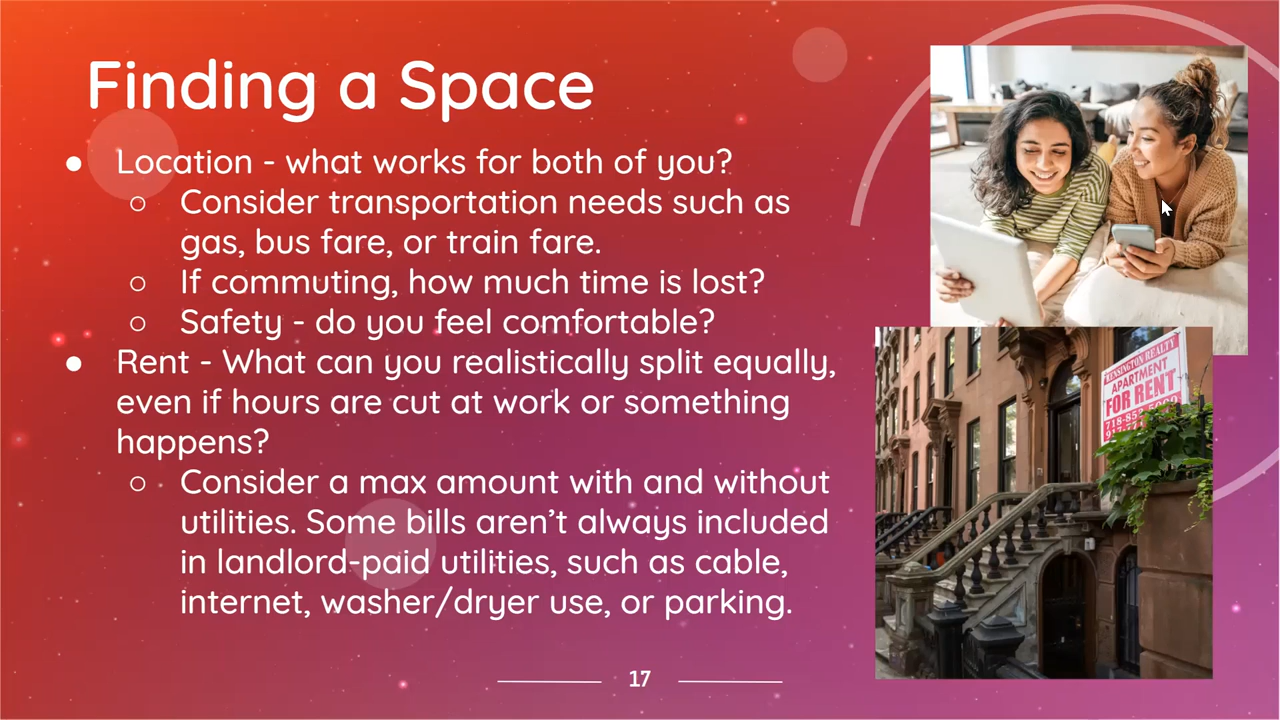 Finding a Space
● Location - what works for both of you?
○ Consider transportation needs such as
gas, bus fare, or train fare.
○ If commuting, how much time is lost?
○ Safety - do you feel comfortable?
● Rent - What can you realistically split equally,
even if hours are cut at work or something
happens?
○ Consider a max amount with and without
utilities. Some bills aren't always included
in landlord-paid utilities, such as cable,
internet, washer/dryer use, or parking.
KENSINGTON REALTY
APARTMENT
FOR RENT
17